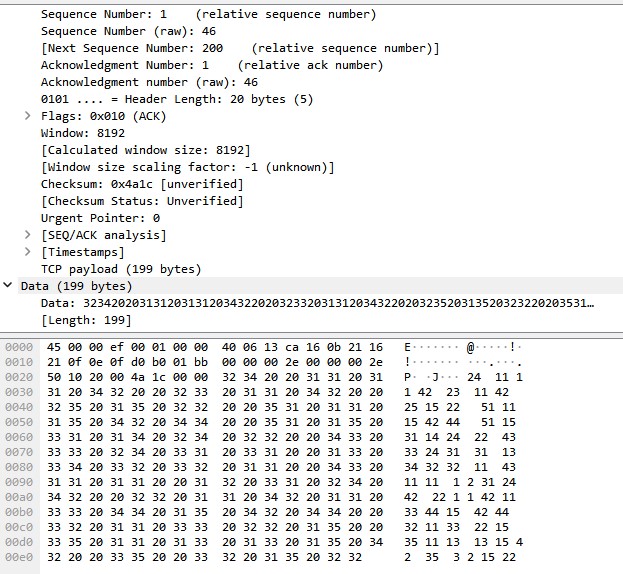 Sequence Number: 1    (relative sequence number)
Sequence Number (raw): 46
[Next Sequence Number: 200    (relative sequence number)]
Acknowledgment Number: 1    (relative ack number)
Acknowledgment number (raw): 46
0101 .... = Header Length: 20 bytes (5)
Flags: 0x010 (ACK)
Window: 8192
[Calculated window size: 8192]
[Window size scaling factor: -1 (unknown)]
Checksum: 0x4a1c [unverified]
[Checksum Status: Unverified]
Urgent Pointer: 0
[SEQ/ACK analysis]
[Timestamps]
TCP payload (199 bytes)
Data (199 bytes)
Data: 323420203131203131203432202032332031312034322020323520313520323220203531…
[Length: 199]
0000  45 00 00 ef 00 01 00 00  40 06 13 ca 16 0b 21 16  E·······@·····!·
0010  21 0f 0e 0f d0 b0 01 bb  00 00 00 2e 00 00 00 2e  !··········.···.
0020  50 10 20 00 4a 1c 00 00  32 34 20 20 31 31 20 31  P· ·J···24  11 1
0030  31 20 34 32 20 20 32 33  20 31 31 20 34 32 20 20  1 42  23 11 42
0040  32 35 20 31 35 20 32 32  20 20 35 31 20 31 31 20  25 15 22  51 11
0050  31 35 20 34 32 20 34 34  20 20 35 31 20 31 35 20  15 42 44  51 15
0060  33 31 20 31 34 20 32 34  20 32 32 20 20 34 33 20  31 14 24 22  43
0070  33 33 20 32 34 20 33 31  20 33 31 20 20 31 33 20  33 24 31 31  13
0080  33 34 20 33 32 20 33 32  20 31 31 20 20 34 33 20  34 32 32 11  43
0090  31 31 20 31 31 20 20 31  20 32 20 33 31 20 32 34 20  11 11  1 2 31 24
00a0  34 32 20 20 32 32 20 31  31 20 34 32 20 31 31 20  42  22 1 1 42 11
00b0  33 33 20 34 34 20 31 35  20 34 32 20 34 34 20 20  33 44 15 42 44
00c0  33 32 20 31 31 20 33 33  20 32 32 20 31 35 20 20  32 11 33 22 15
00d0  33 35 20 31 31 20 31 33  20 31 33 20 31 35 20 34  35 11 13 13 15 4
00e0  32 20 20 33 35 20 20 33  32 20 31 35 20 32 32  2  35  3 2 15 22